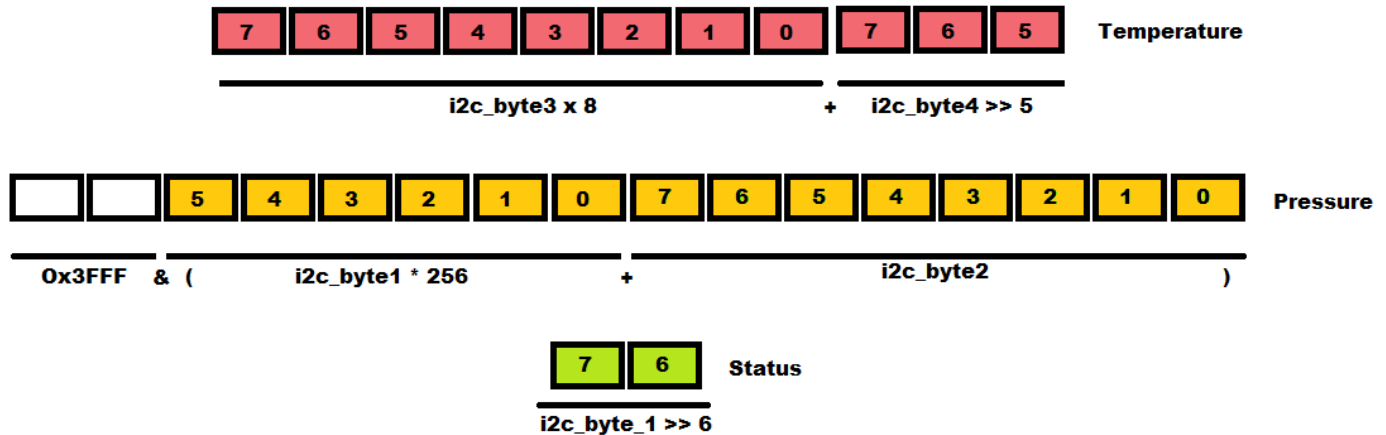 7 6 5 4 3 2 1 0 7 6 5 Temperature
i2c_byte3 x 8 + i2c_byte4 >> 5
5 4 3 2 1 0 7 6 5 4 3 2 1 0 Pressure
0x3FFF & ( i2c_byte1 * 256 + i2c_byte2 )
7 6 Status
i2c_byte_1 >> 6